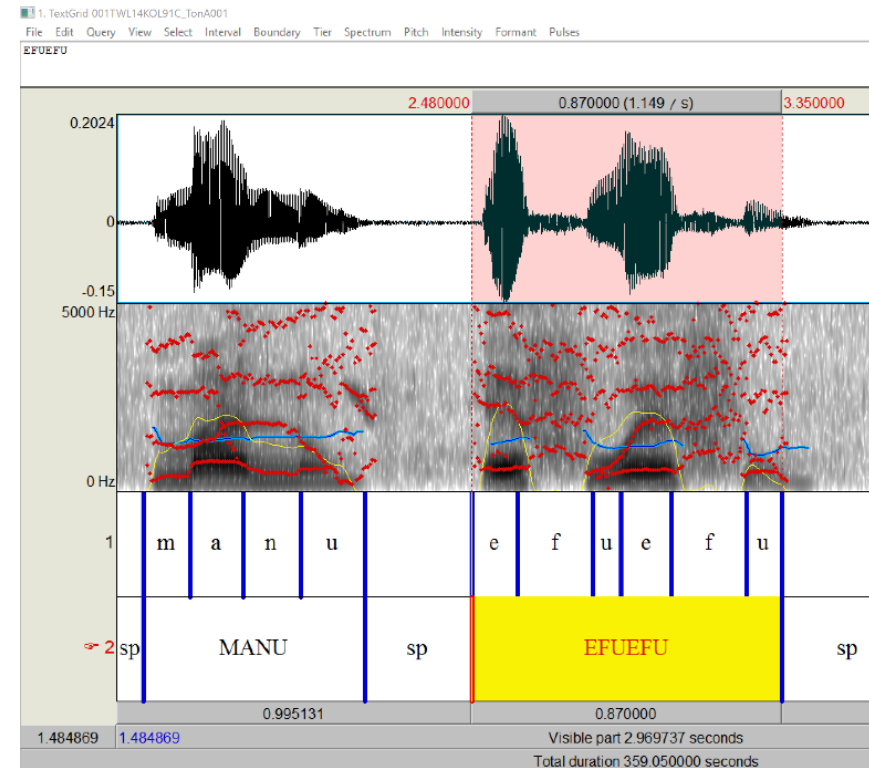 1. TextGrid 001TWL14KOL91C_TonA001
File Edit Query View Select Interval Boundary Tier Spectrum Pitch Intensity Formant Pulses
EFUEFU
2.480000 0.870000 (1.149 / s) 3.350000
0.2024
0
-0.15
5000 Hz
0 Hz
1 m a n u e f u e f u
☞ 2 sp MANU sp EFUEFU sp
0.995131 0.870000
1.484869 1.484869 Visible part 2.969737 seconds
Total duration 359.050000 seconds